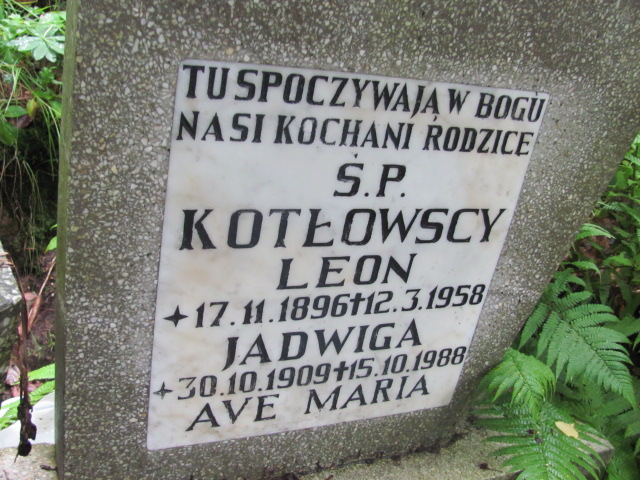 TU SPOCZYWAJĄ W BOGU
NASI KOCHANI RODZICE
Ś.P.
KOTŁOWSCY
LEON
✦17.11.1896✝12.3.1958
JADWIGA
✦30.10.1909✝15.10.1988
AVE MARIA